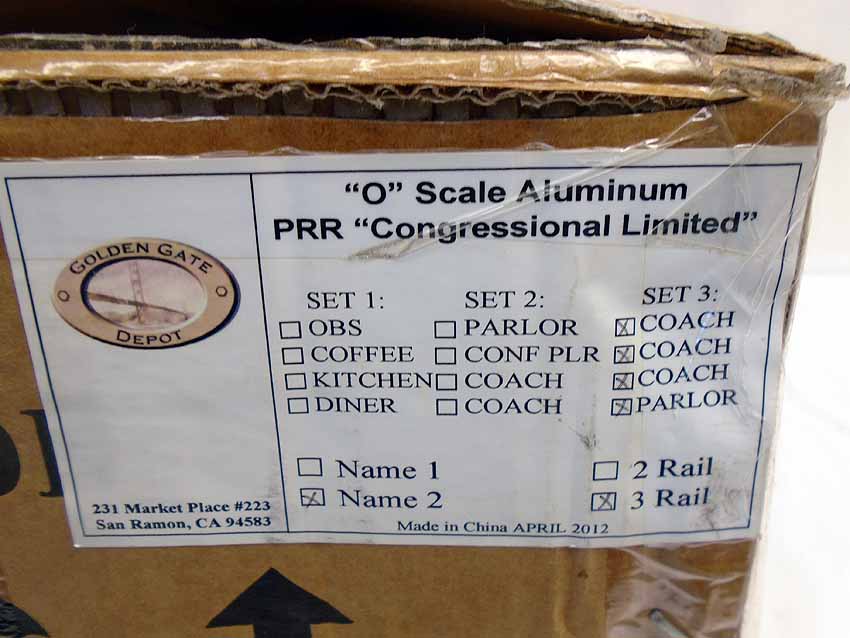 "O" Scale Aluminum
PRR "Congressional Limited"
GOLDEN GATE
DEPOT
SET 1:
☐ OBS
☐ COFFEE
☐ KITCHEN
☐ DINER
SET 2:
☐ PARLOR
☐ CONF PLR
☐ COACH
☐ COACH
SET 3:
☒ COACH
☒ COACH
☒ COACH
☒ PARLOR
☐ Name 1
☒ Name 2
☐ 2 Rail
☒ 3 Rail
231 Market Place #223
San Ramon, CA 94583
Made in China APRIL 2012